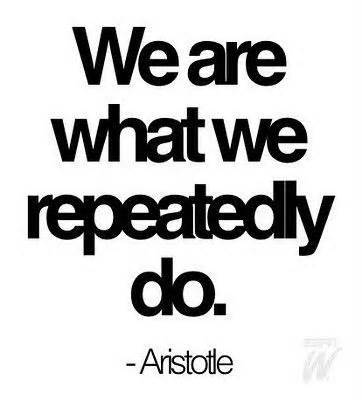 We are
what we
repeatedly
do.
- Aristotle
W